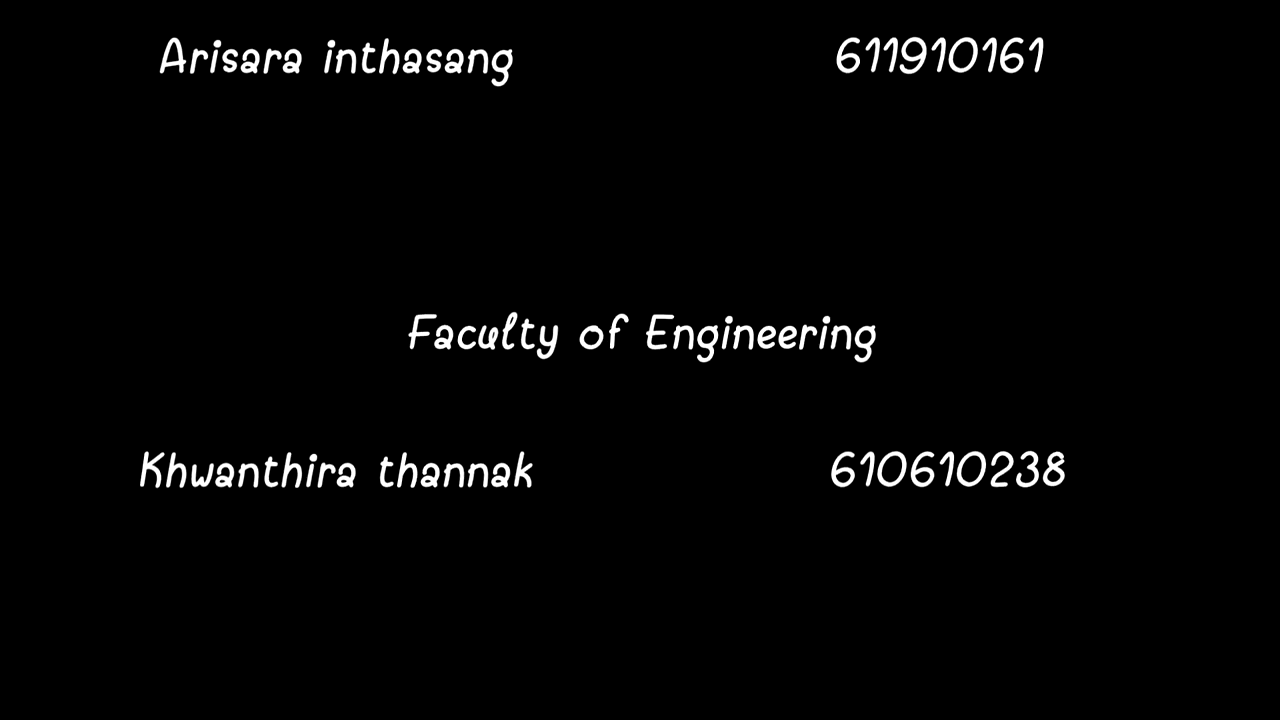 Arisara inthasang 611910161
Faculty of Engineering
Khwanthira thannak 610610238